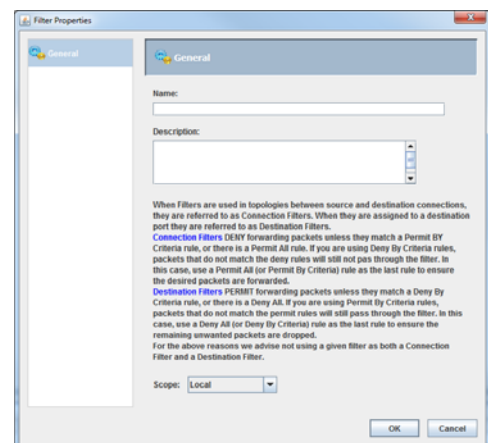 Filter Properties
General
General
Name:
Description:
When Filters are used in topologies between source and destination connections,
they are referred to as Connection Filters. When they are assigned to a destination
port they are referred to as Destination Filters.
Connection Filters DENY forwarding packets unless they match a Permit BY
Criteria rule, or there is a Permit All rule. If you are using Deny By Criteria rules,
packets that do not match the deny rules will still not pass through the filter. In
this case, use a Permit All (or Permit By Criteria) rule as the last rule to ensure
the desired packets are forwarded.
Destination Filters PERMIT forwarding packets unless they match a Deny By
Criteria rule, or there is a Deny All. If you are using Permit By Criteria rules,
packets that do not match the permit rules will still pass through the filter. In this
case, use a Deny All (or Deny By Criteria) rule as the last rule to ensure the
remaining unwanted packets are dropped.
For the above reasons we advise not using a given filter as both a Connection
Filter and a Destination Filter.
Scope: Local
OK Cancel